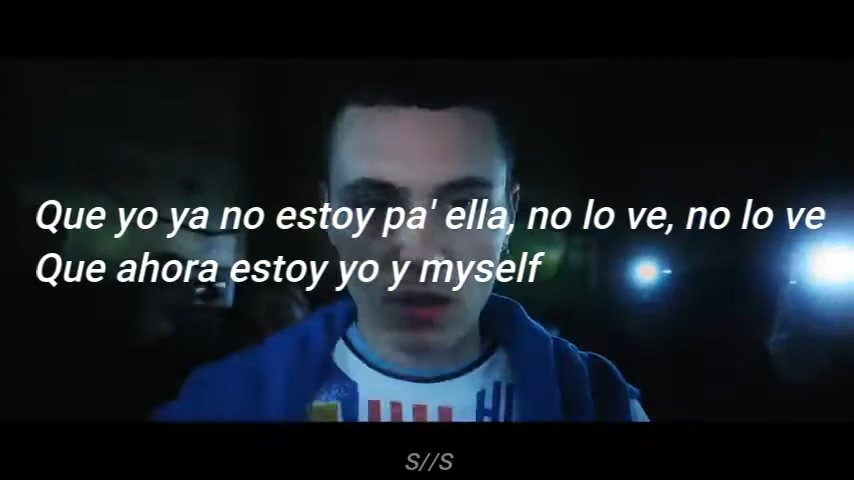 Que yo ya no estoy pa' ella, no lo ve, no lo ve
Que ahora estoy yo y myself
S//S